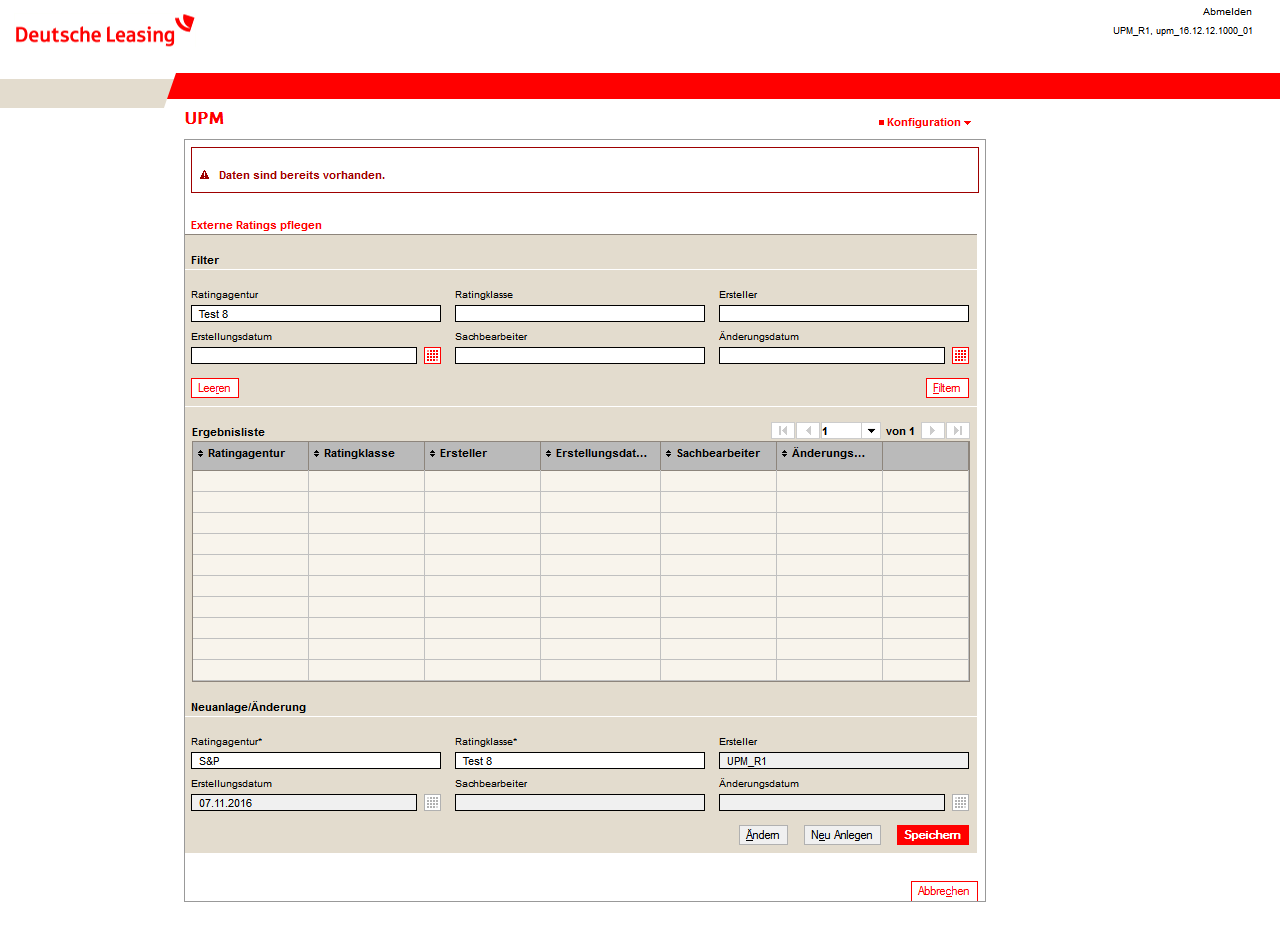 Abmelden
Deutsche Leasing
UPM_R1, upm_16.12.12.1000_01
UPM
Konfiguration
Daten sind bereits vorhanden.
Externe Ratings pflegen
Filter
Ratingagentur Ratingklasse Ersteller
Test 8
Erstellungsdatum Sachbearbeiter Änderungsdatum
Leeren Filtern
Ergebnisliste 1 von 1
Ratingagentur Ratingklasse Ersteller Erstellungsdat... Sachbearbeiter Änderungs...
Neuanlage/Änderung
Ratingagentur* Ratingklasse* Ersteller
S&P Test 8 UPM_R1
Erstellungsdatum Sachbearbeiter Änderungsdatum
07.11.2016
Ändern Neu Anlegen Speichern
Abbrechen